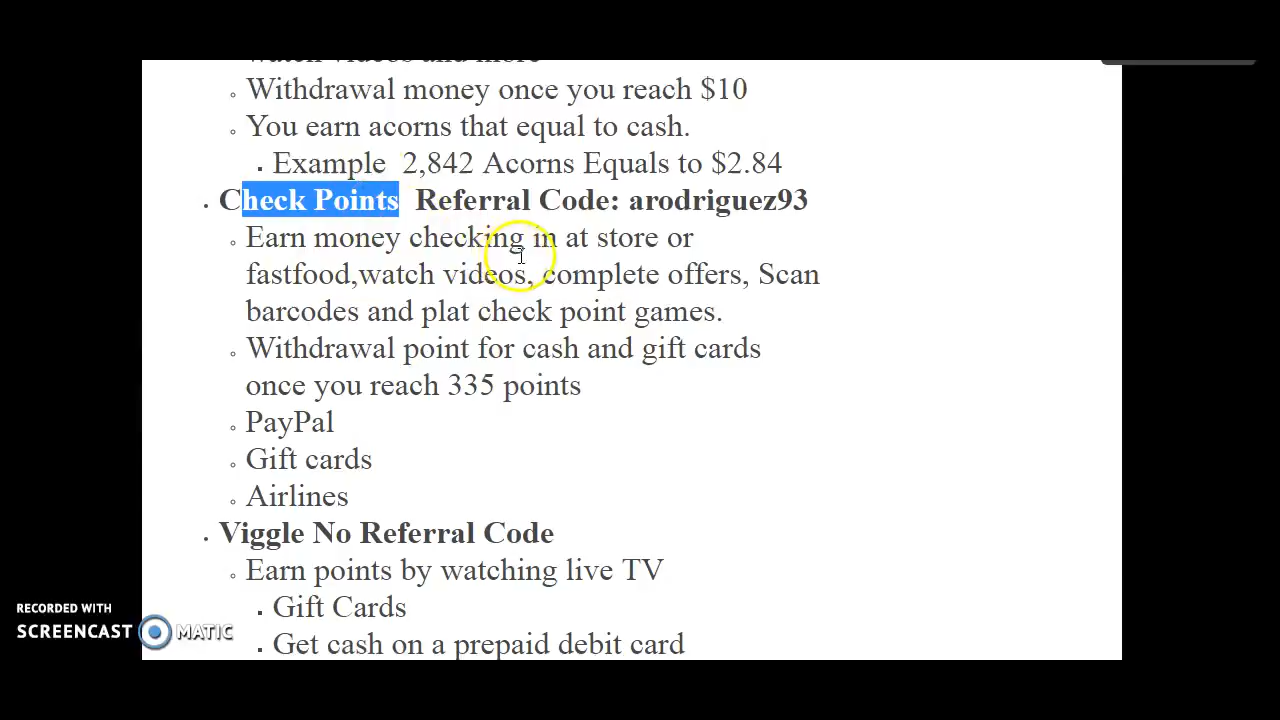 watch videos and more
Withdrawal money once you reach $10
You earn acorns that equal to cash.
Example 2,842 Acorns Equals to $2.84
Check Points Referral Code: arodriguez93
Earn money checking in at store or
fastfood,watch videos, complete offers, Scan
barcodes and plat check point games.
Withdrawal point for cash and gift cards
once you reach 335 points
PayPal
Gift cards
Airlines
Viggle No Referral Code
Earn points by watching live TV
Gift Cards
Get cash on a prepaid debit card
RECORDED WITH
SCREENCAST MATIC